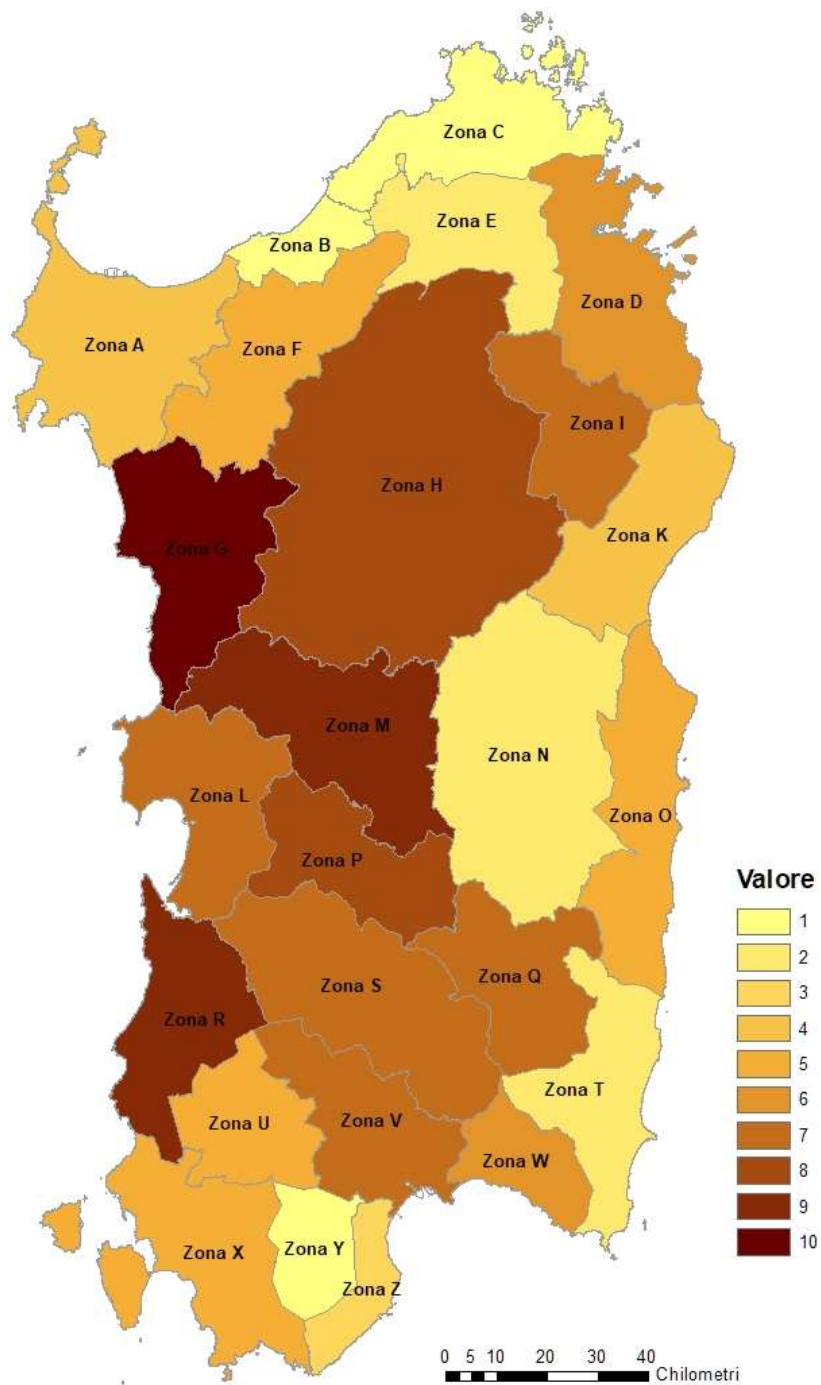 Zona C
Zona E
Zona B
Zona D
Zona A
Zona F
Zona I
Zona H
Zona K
Zona G
Zona M
Zona N
Zona L
Zona O
Zona P
Zona Q
Zona S
Zona R
Zona T
Zona U
Zona V
Zona W
Zona X
Zona Y
Zona Z
Valore
1
2
3
4
5
6
7
8
9
10
0 5 10 20 30 40
Chilometri